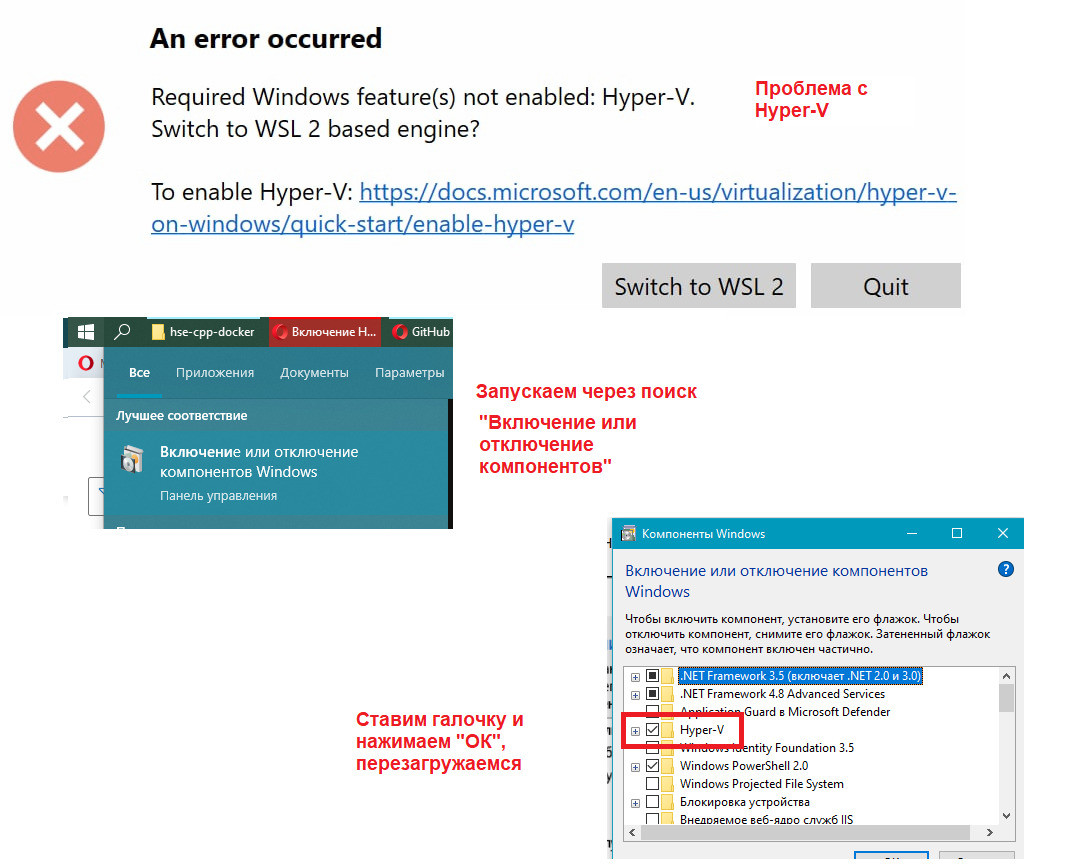 An error occurred
Required Windows feature(s) not enabled: Hyper-V.
Switch to WSL 2 based engine?
Проблема с
Hyper-V
To enable Hyper-V: https://docs.microsoft.com/en-us/virtualization/hyper-v-
on-windows/quick-start/enable-hyper-v
Switch to WSL 2
Quit
hse-cpp-docker
Включение Н...
GitHub
Все
Приложения
Документы
Параметры
Лучшее соответствие
Включение или отключение
компонентов Windows
Панель управления
Запускаем через поиск
"Включение или
отключение
компонентов"
Компоненты Windows
Включение или отключение компонентов
Windows
Чтобы включить компонент, установите его флажок. Чтобы
отключить компонент, снимите его флажок. Затененный флажок
означает, что компонент включен частично.
.NET Framework 3.5 (включает .NET 2.0 и 3.0)
.NET Framework 4.8 Advanced Services
Application Guard в Microsoft Defender
Hyper-V
Windows Identity Foundation 3.5
Windows PowerShell 2.0
Windows Projected File System
Блокировка устройства
Внедряемое веб-ядро служб IIS
Ставим галочку и
нажимаем "ОК",
перезагружаемся